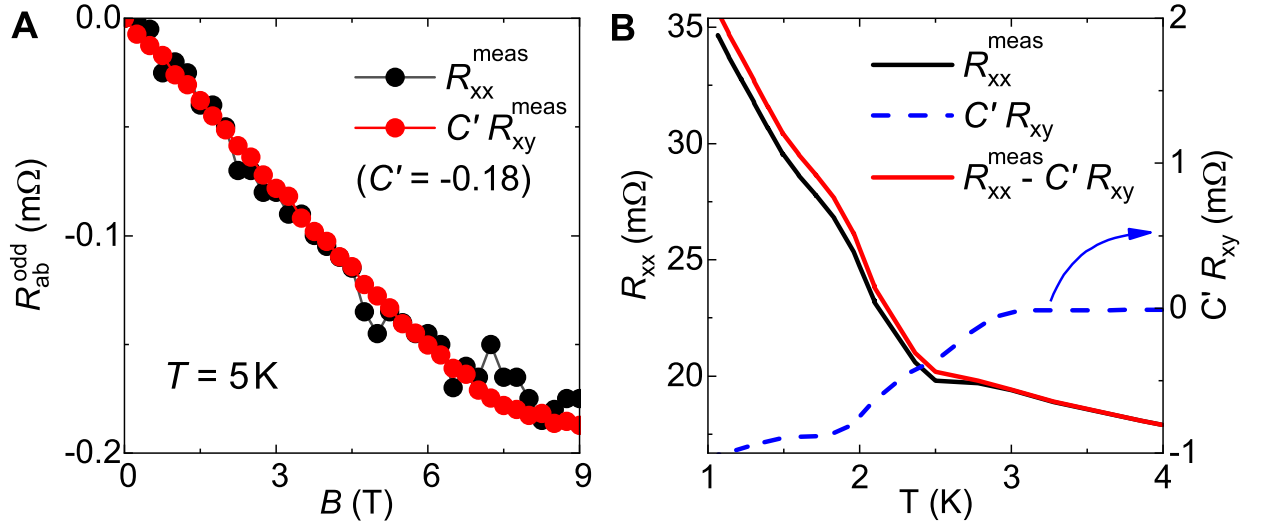 A
0.0
-0.1
-0.2
R_ab^odd (mΩ)
R_xx^meas
C' R_xy^meas
(C' = -0.18)
T = 5K
0 3 6 9
B (T)
B
35
30
25
20
R_xx (mΩ)
R_xx^meas
C' R_xy
R_xx^meas - C' R_xy
2
1
0
-1
C' R_xy (mΩ)
1 2 3 4
T (K)